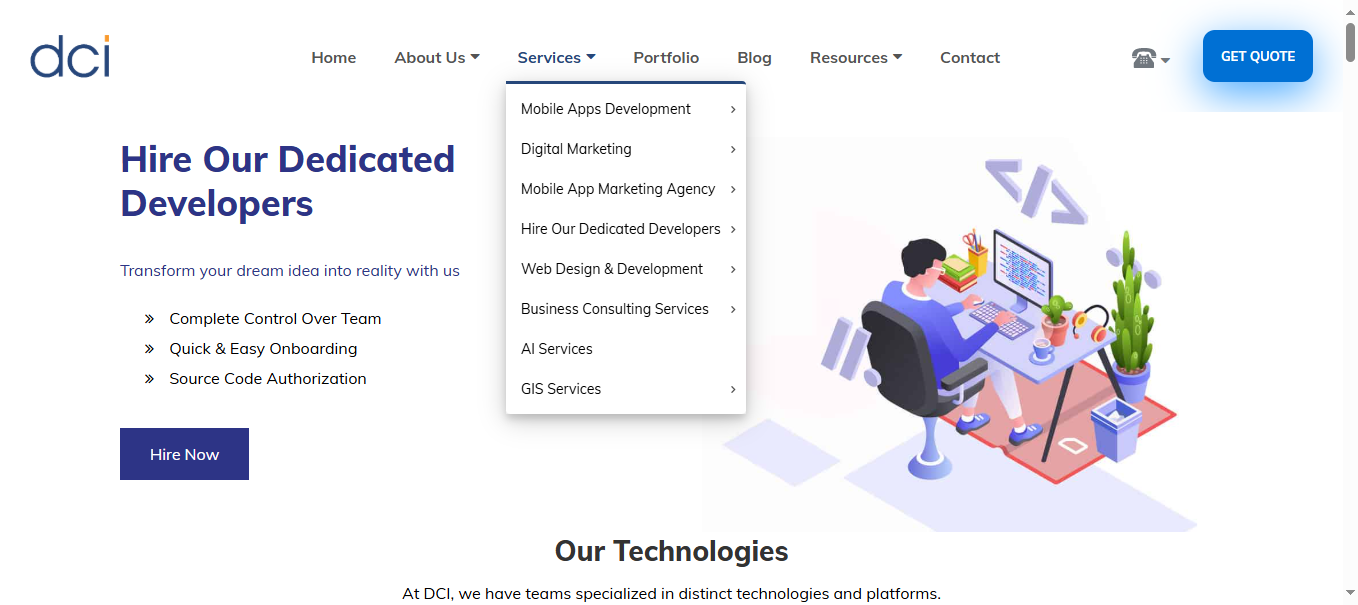 dci
Home
About Us
Services
Portfolio
Blog
Resources
Contact
GET QUOTE
Mobile Apps Development
Digital Marketing
Mobile App Marketing Agency
Hire Our Dedicated Developers
Web Design & Development
Business Consulting Services
AI Services
GIS Services
Hire Our Dedicated
Developers
Transform your dream idea into reality with us
Complete Control Over Team
Quick & Easy Onboarding
Source Code Authorization
Hire Now
Our Technologies
At DCI, we have teams specialized in distinct technologies and platforms.